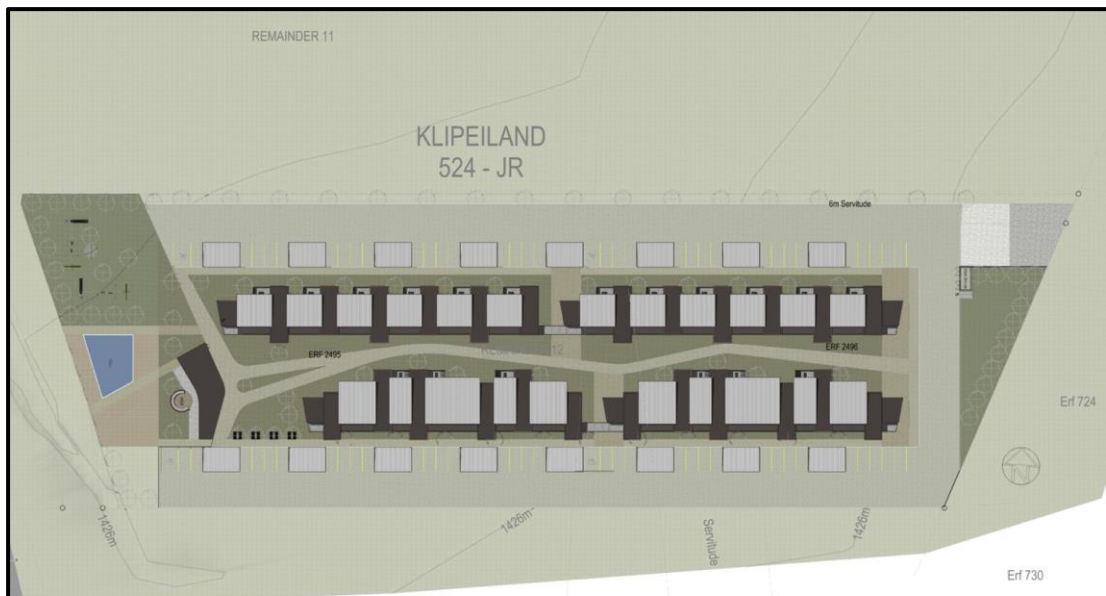 REMAINDER 11
KLIPEILAND
524 - JR
6m Servitude
ERF 2495
ERF 2496
Erf 724
N
1426m
1426m
Servitude
1426m
Erf 730